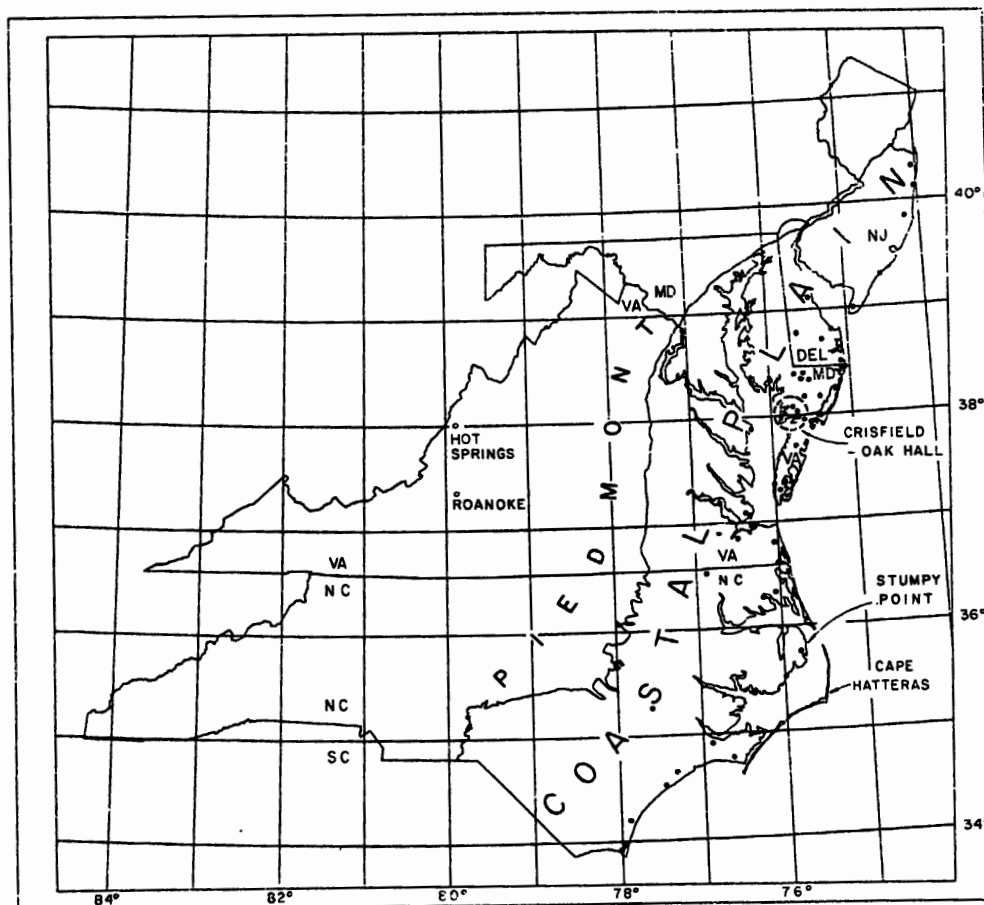 40°
NJ
MD
VA
DEL
MD
38°
CRISFIELD
- OAK HALL
HOT
SPRINGS
ROANOKE
PIEDMONT
COASTAL PLAIN
VA
NC
VA
NC
STUMPY
POINT
36°
CAPE
HATTERAS
NC
SC
34°
84°
82°
80°
78°
76°